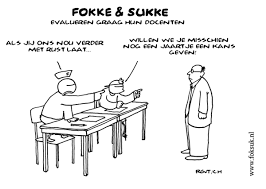 FOKKE & SUKKE
EVALUEREN GRAAG HUN DOCENTEN
ALS JIJ ONS NOU VERDER
MET RUST LAAT...
WILLEN WE JE MISSCHIEN
NOG EEN JAARTJE EEN KANS
GEVEN!
RGvT, C.M
www.foksuk.nl